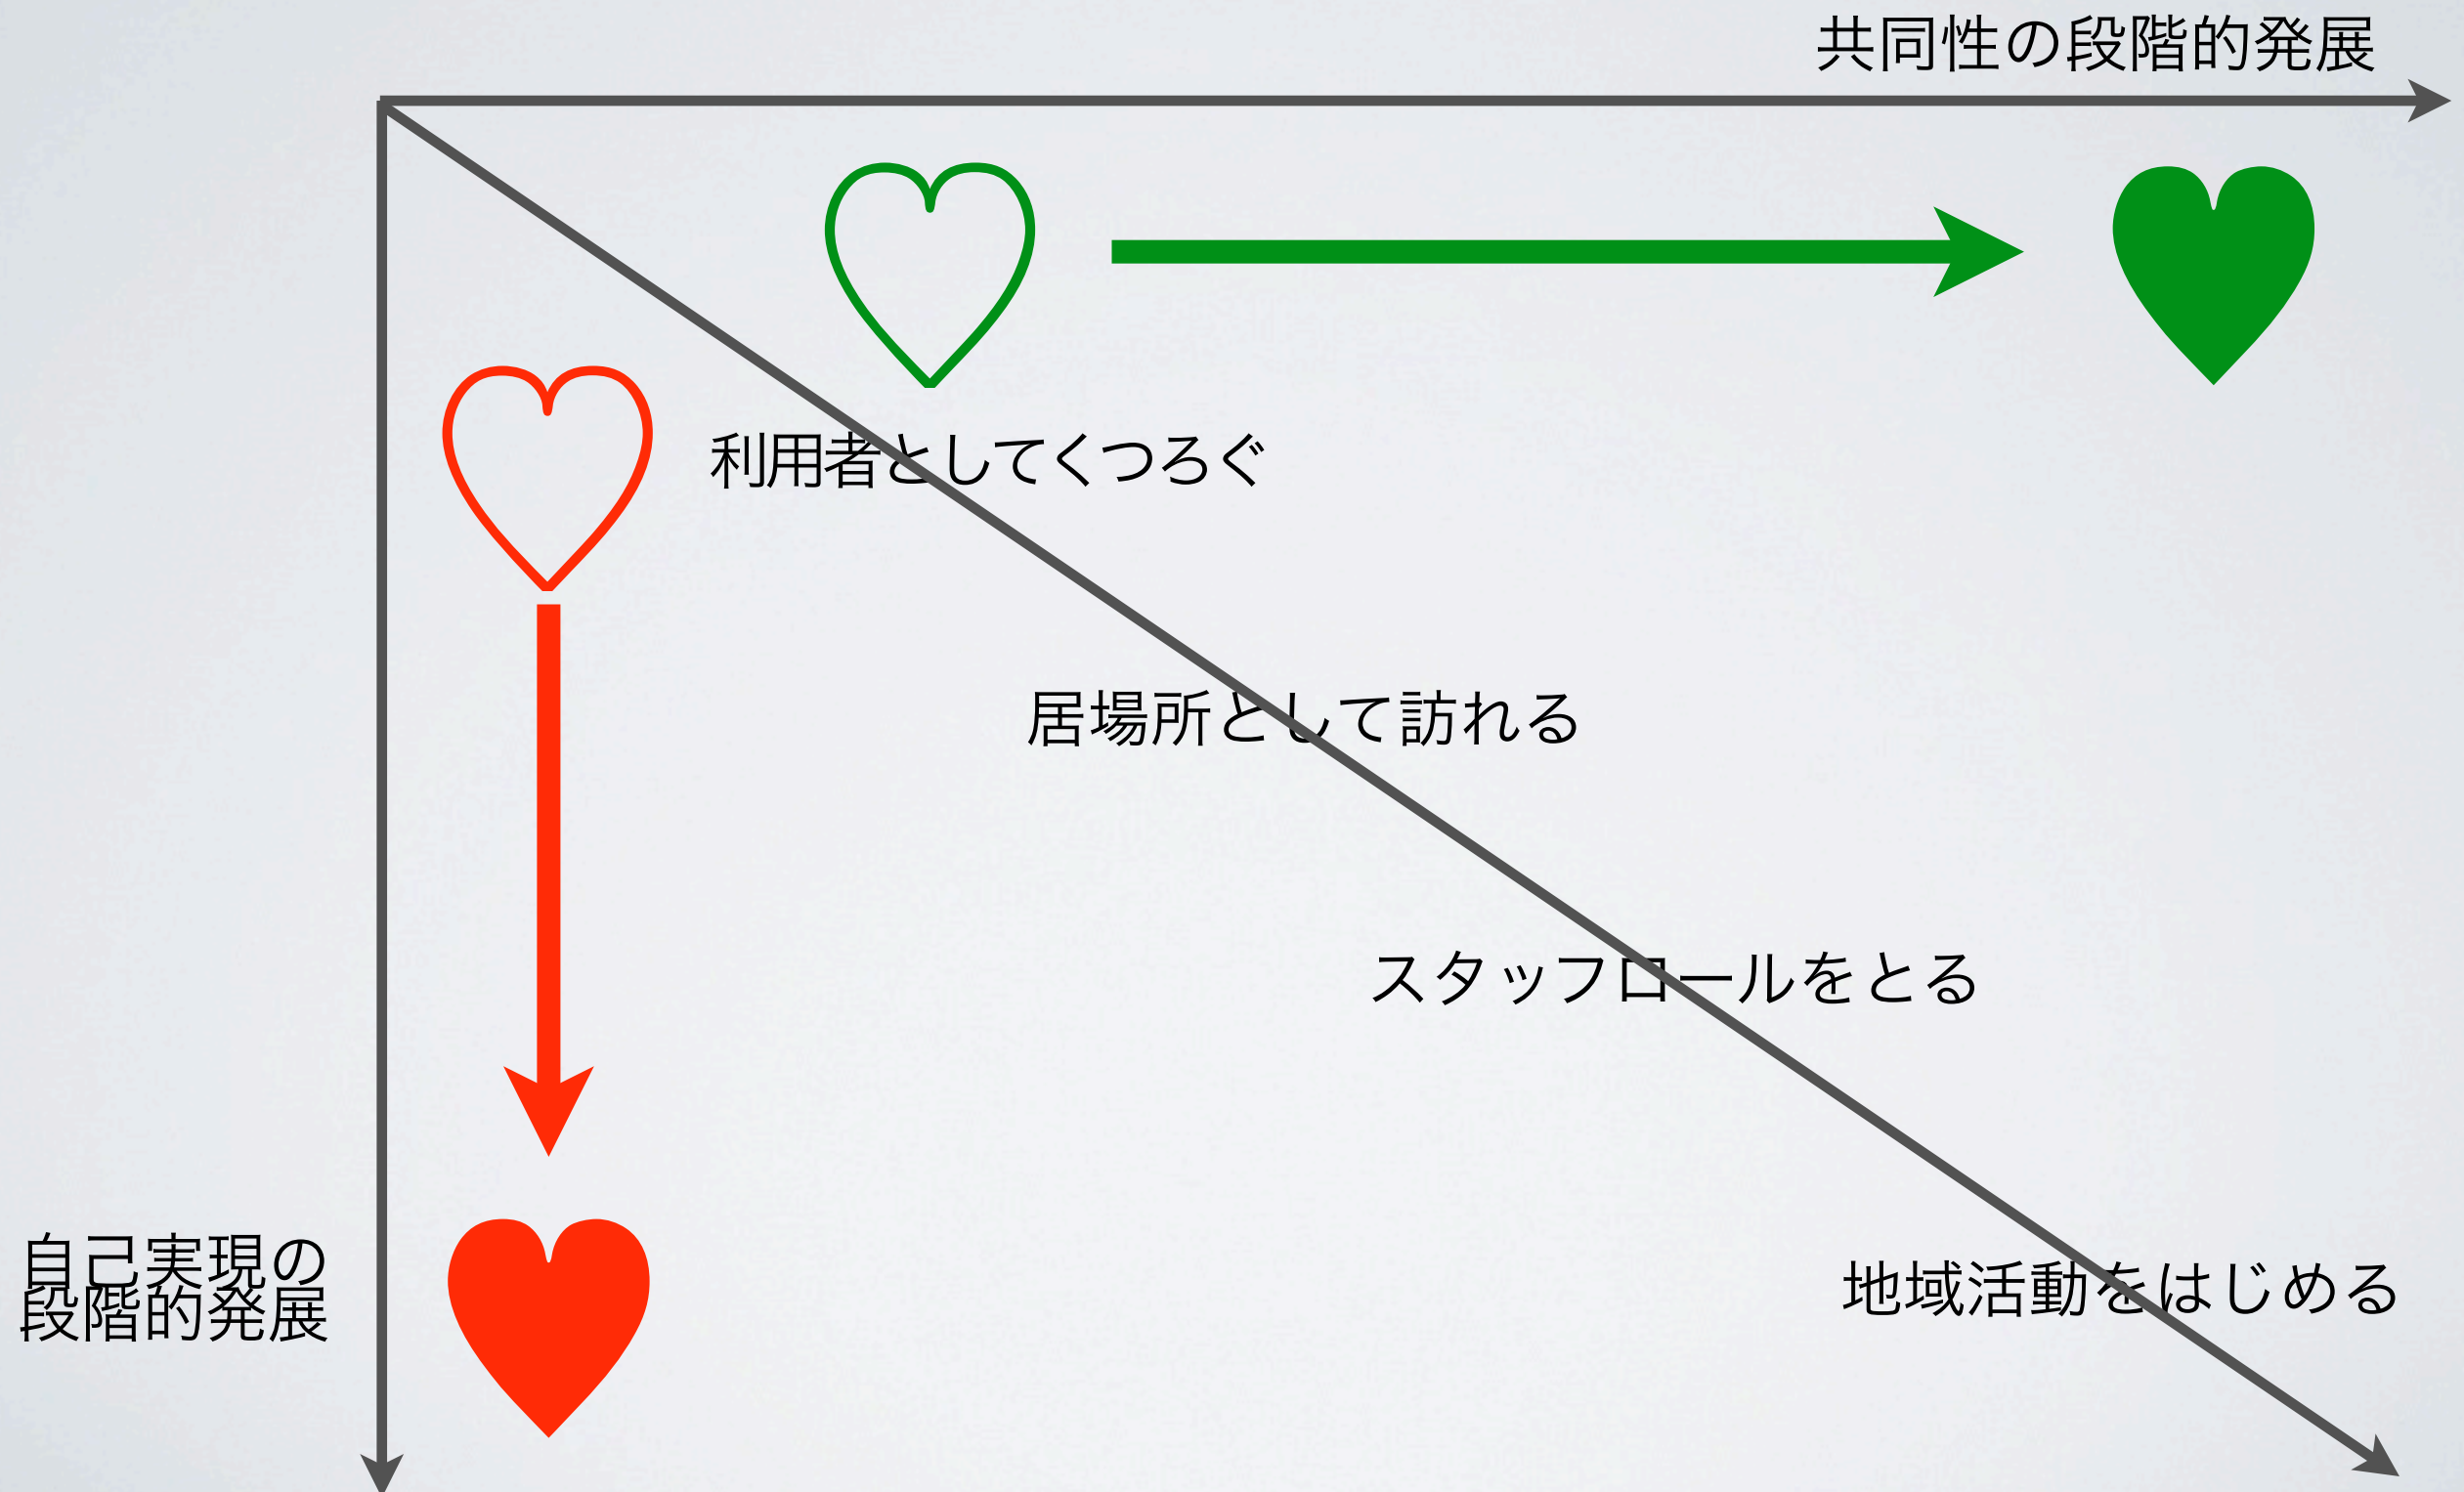 共同性の段階的発展
利用者としてくつろぐ
居場所として訪れる
スタッフロールをとる
自己実現の
段階的発展
地域活動をはじめる